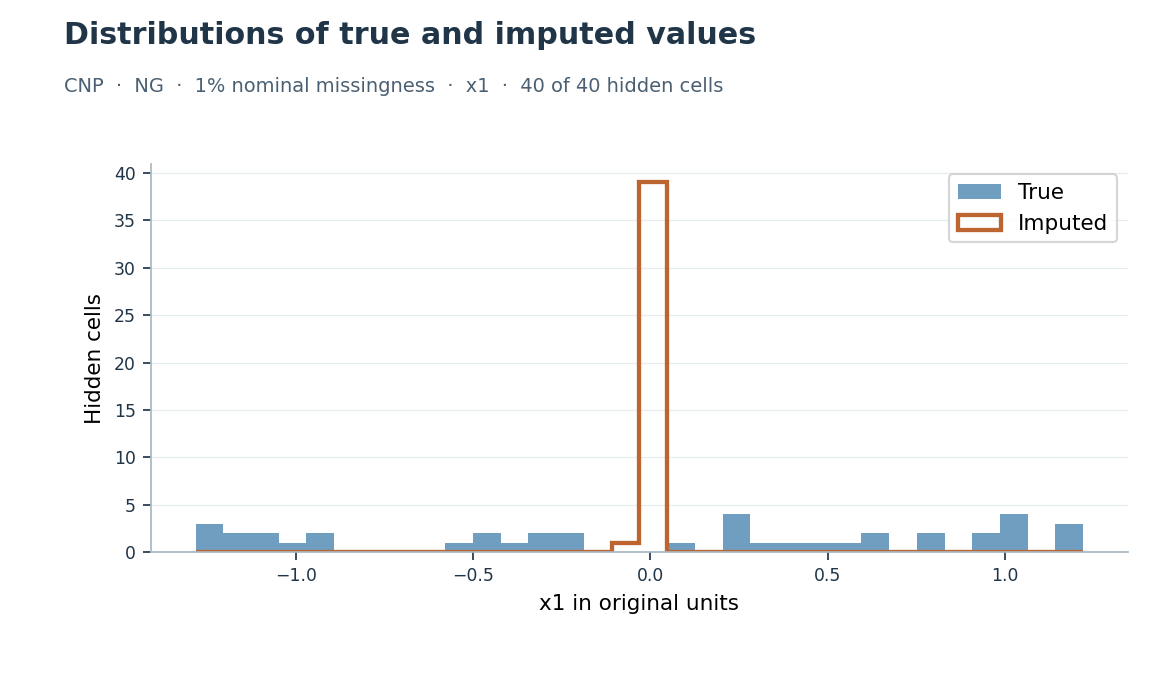 Distributions of true and imputed values
CNP · NG · 1% nominal missingness · x1 · 40 of 40 hidden cells
40
35
30
25
20
15
10
5
0
Hidden cells
True
Imputed
−1.0
−0.5
0.0
0.5
1.0
x1 in original units